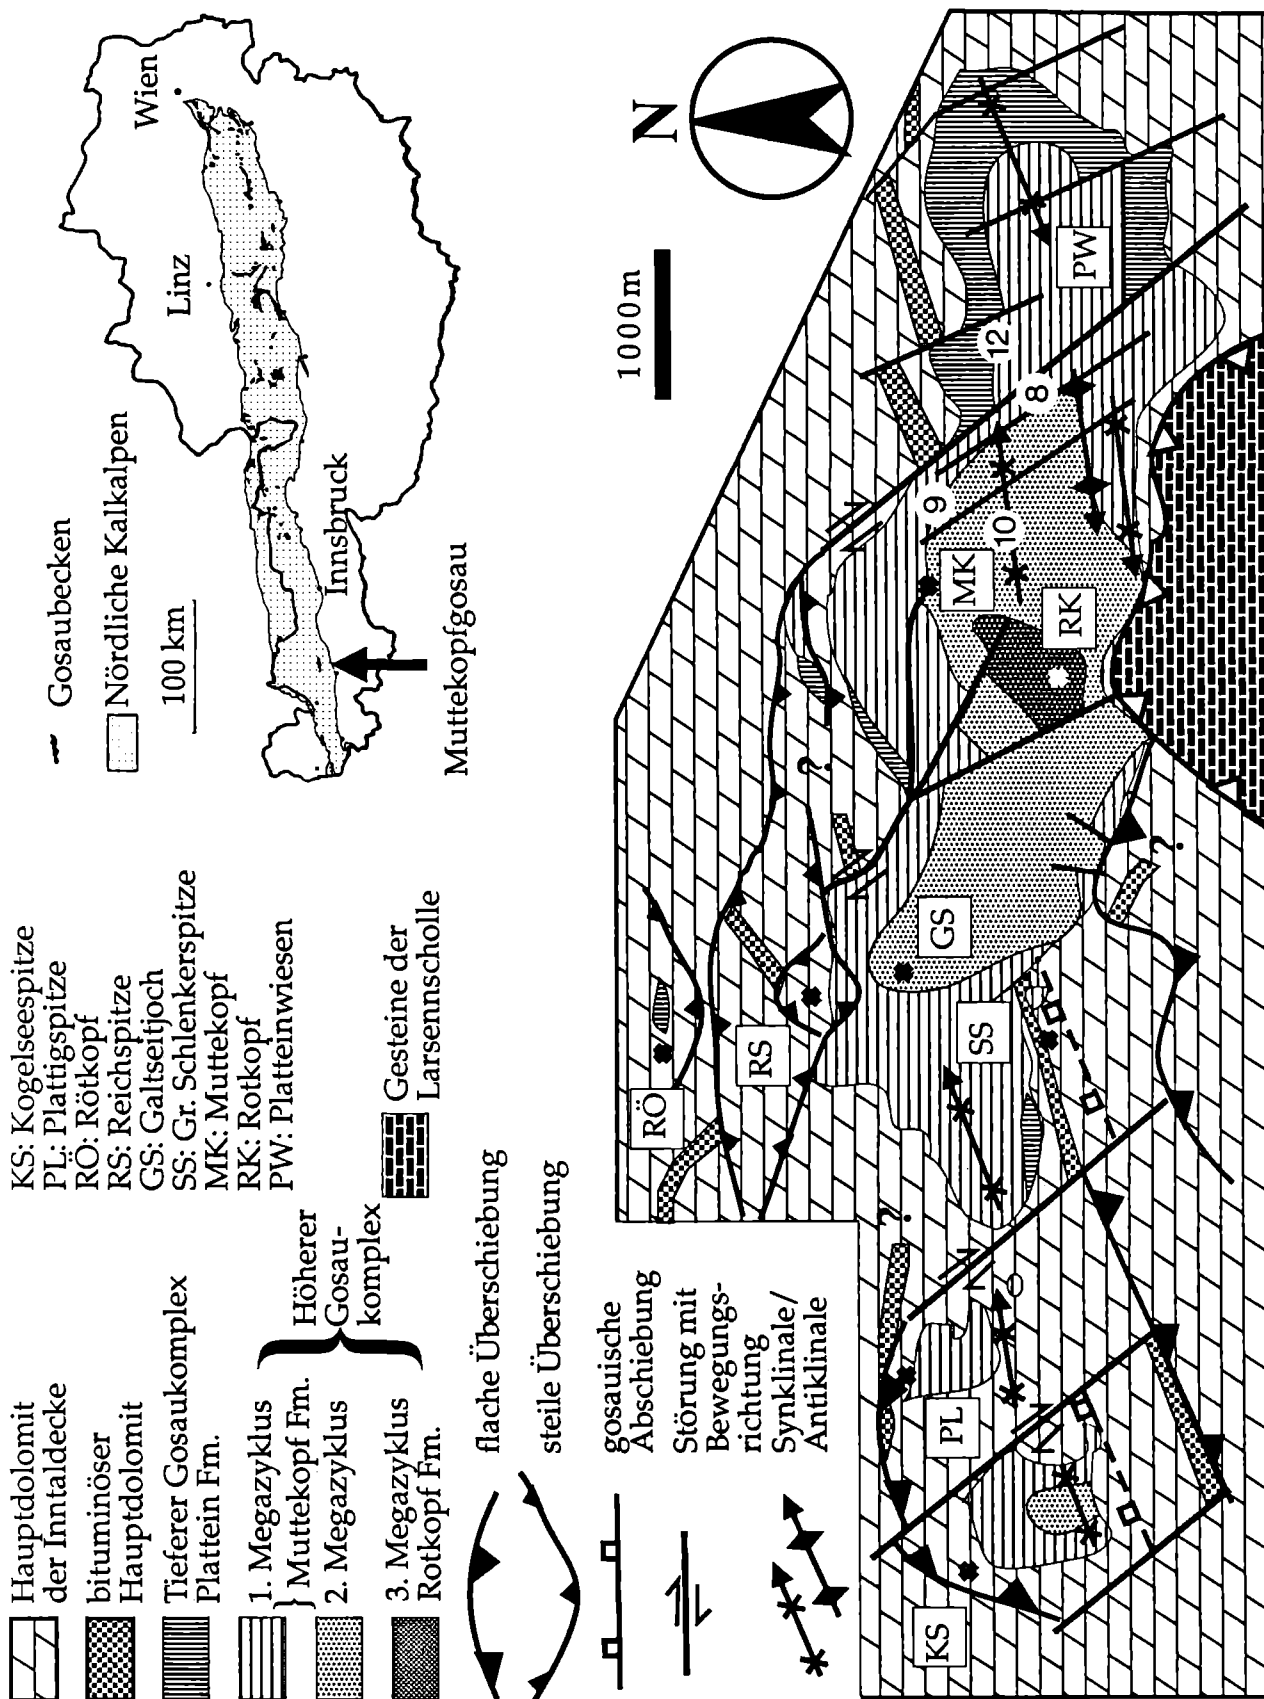 Hauptdolomit
der Inntaldecke
bituminöser
Hauptdolomit
Tieferer Gosaukomplex
Plattein Fm.
1. Megazyklus
} Muttekopf Fm.
2. Megazyklus
3. Megazyklus
Rotkopf Fm.
Höherer
Gosau-
komplex
flache Überschiebung
steile Überschiebung
gosauische
Abschiebung
Störung mit
Bewegungs-
richtung
Synklinale /
Antiklinale
KS: Kogelseespitze
PL: Plattigspitze
RÖ: Rötkopf
RS: Reichspitze
GS: Galtseitjoch
SS: Gr. Schlenkerspitze
MK: Muttekopf
RK: Rotkopf
PW: Platteinwiesen
Gesteine der
Larsennscholle
Gosaubecken
Nördliche Kalkalpen
100 km
Wien
Linz
Innsbruck
Muttekopfgosau
1000m
N
RÖ
RS
KS
PL
SS
GS
MK
RK
PW
9
10
8
12
?
?
?
?